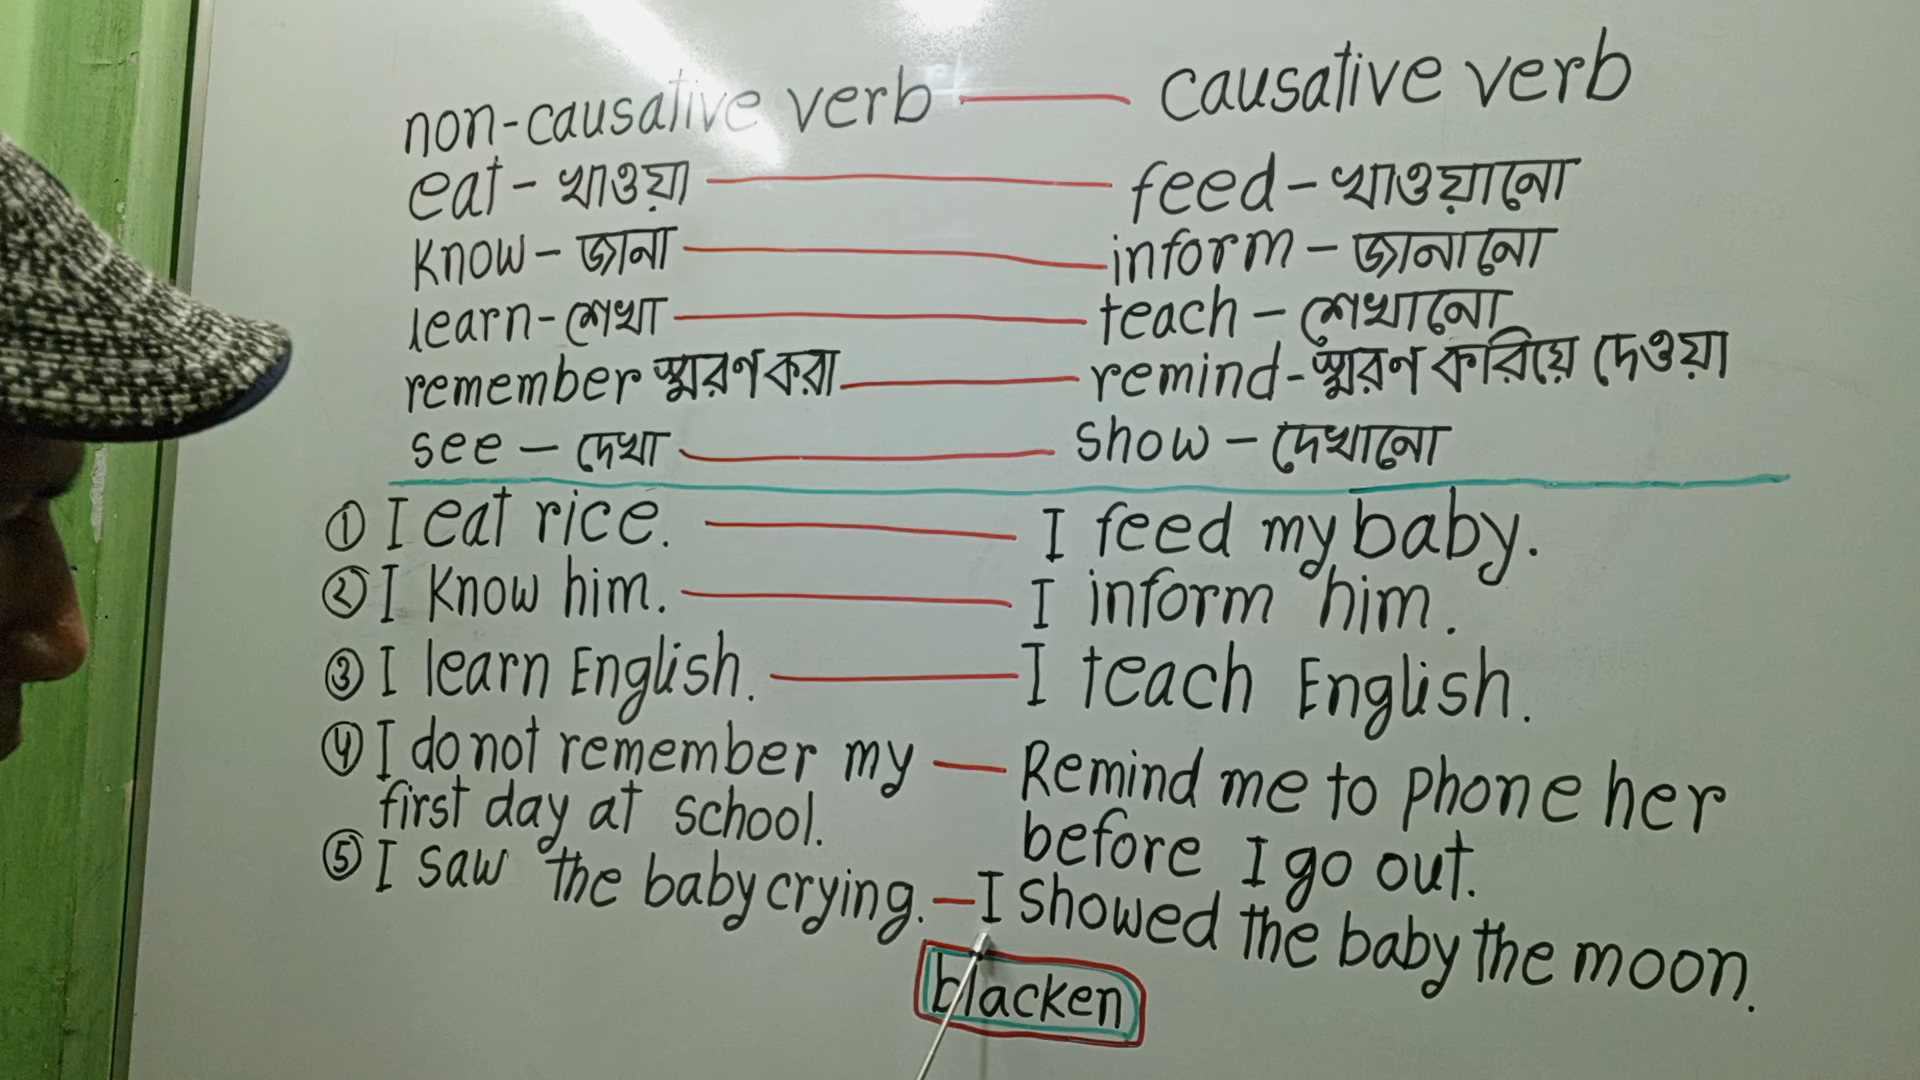 non-causative verb — causative verb
eat - খাওয়া — feed - খাওয়ানো
know - জানা — inform - জানানো
learn - শেখা — teach - শেখানো
remember স্মরণ করা — remind - স্মরণ করিয়ে দেওয়া
see - দেখা — show - দেখানো
① I eat rice. — I feed my baby.
② I know him. — I inform him.
③ I learn English. — I teach English.
④ I do not remember my — Remind me to phone her
first day at school. before I go out.
⑤ I saw the baby crying. — I showed the baby the moon.
blacken